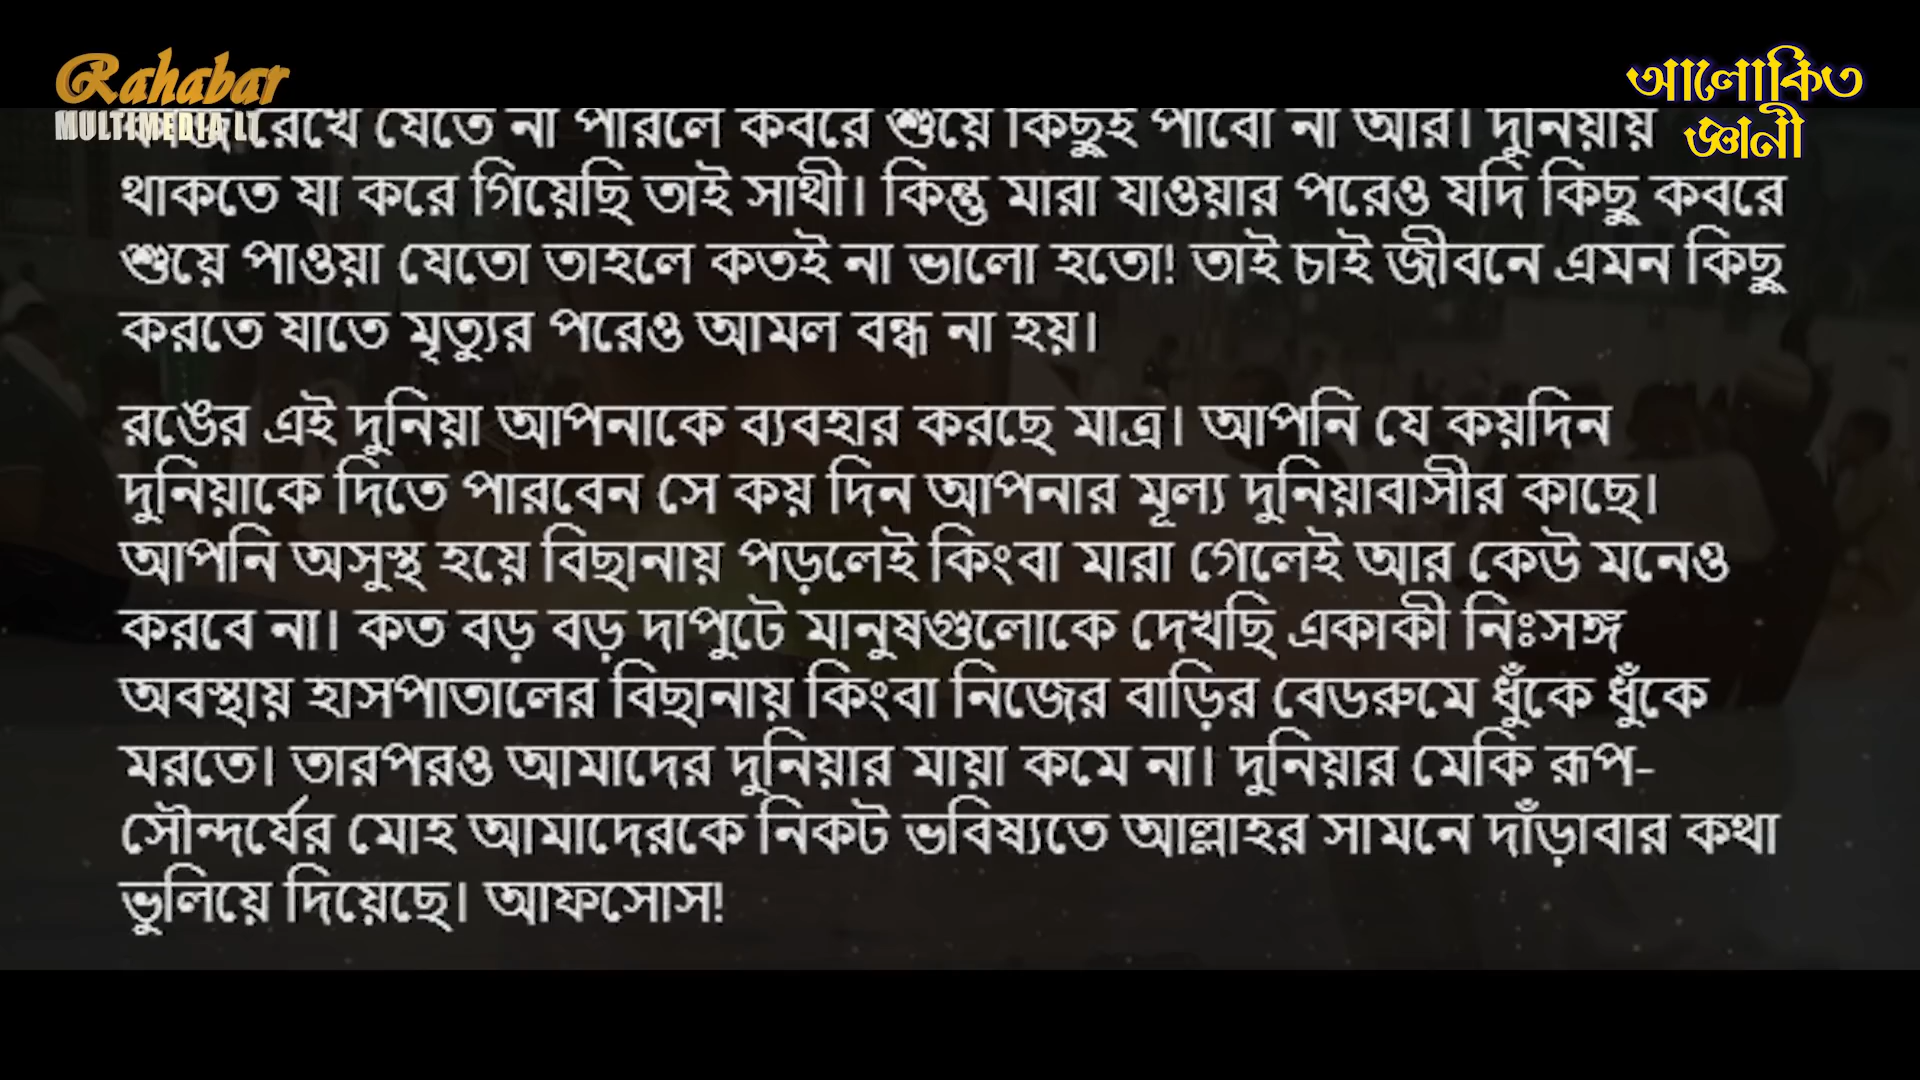 Rahabar
MULTIMEDIA LT
আলোকিত
জ্ঞানী
রেখে যেতে না পারলে কবরে শুয়ে কিছুই পাবো না আর। দুনিয়ায়
থাকতে যা করে গিয়েছি তাই সাথী। কিন্তু মারা যাওয়ার পরেও যদি কিছু কবরে
শুয়ে পাওয়া যেতো তাহলে কতই না ভালো হতো! তাই চাই জীবনে এমন কিছু
করতে যাতে মৃত্যুর পরেও আমল বন্ধ না হয়।
রঙের এই দুনিয়া আপনাকে ব্যবহার করছে মাত্র। আপনি যে কয়দিন
দুনিয়াকে দিতে পারবেন সে কয় দিন আপনার মূল্য দুনিয়াবাসীর কাছে।
আপনি অসুস্থ হয়ে বিছানায় পড়লেই কিংবা মারা গেলেই আর কেউ মনেও
করবে না। কত বড় বড় দাপুটে মানুষগুলোকে দেখছি একাকী নিঃসঙ্গ
অবস্থায় হাসপাতালের বিছানায় কিংবা নিজের বাড়ির বেডরুমে ধুঁকে ধুঁকে
মরতে। তারপরও আমাদের দুনিয়ার মায়া কমে না। দুনিয়ার মেকি রূপ-
সৌন্দর্যের মোহ আমাদেরকে নিকট ভবিষ্যতে আল্লাহর সামনে দাঁড়াবার কথা
ভুলিয়ে দিয়েছে। আফসোস!